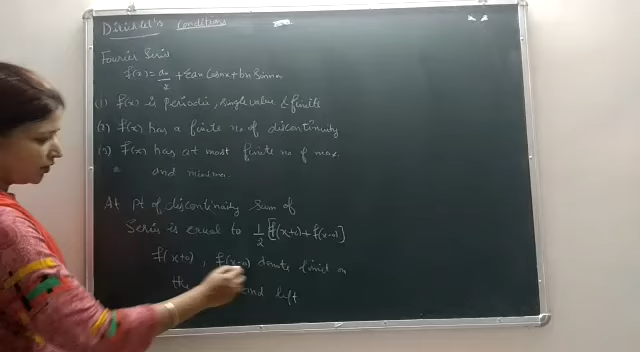 Dirichlet's Conditions
Fourier Series
f(x) = a₀/2 + Σ an Cosnx + bn Sinnx
(1) f(x) is periodic, single value & finite
(2) f(x) has a finite no of discontinuity
(3) f(x) has at most finite no of max.
and minima.
At pt of discontinuity sum of
Series is equal to 1/2 [f(x+0) + f(x-0)]
f(x+0), f(x-0) denote limit on
the and left